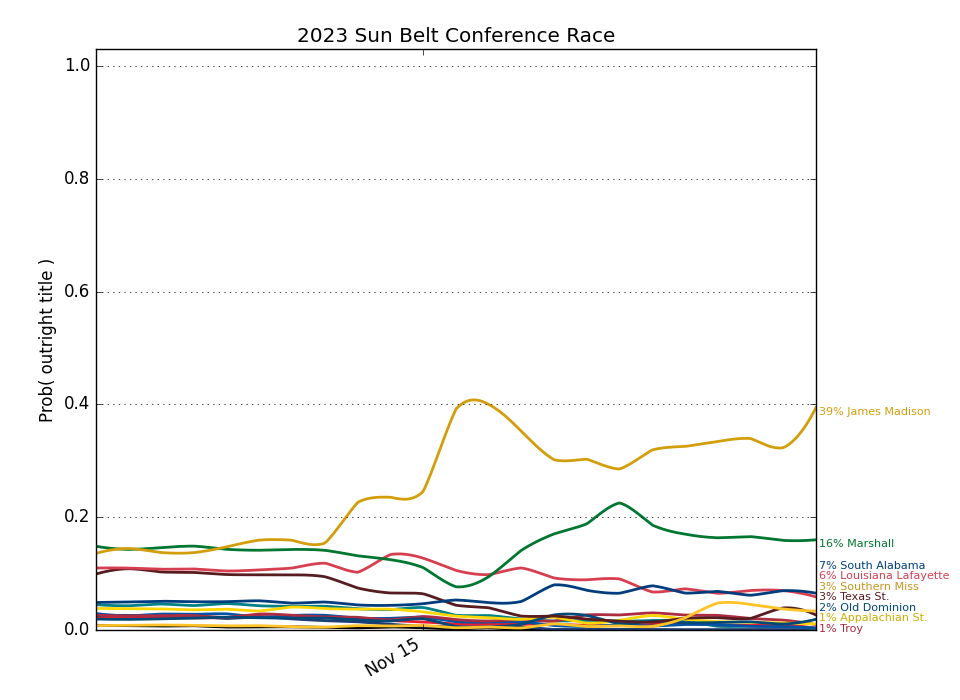 2023 Sun Belt Conference Race
Prob( outright title )
1.0
0.8
0.6
0.4
0.2
0.0
Nov 15
39% James Madison
16% Marshall
7% South Alabama
6% Louisiana Lafayette
3% Southern Miss
3% Texas St.
2% Old Dominion
1% Appalachian St.
1% Troy